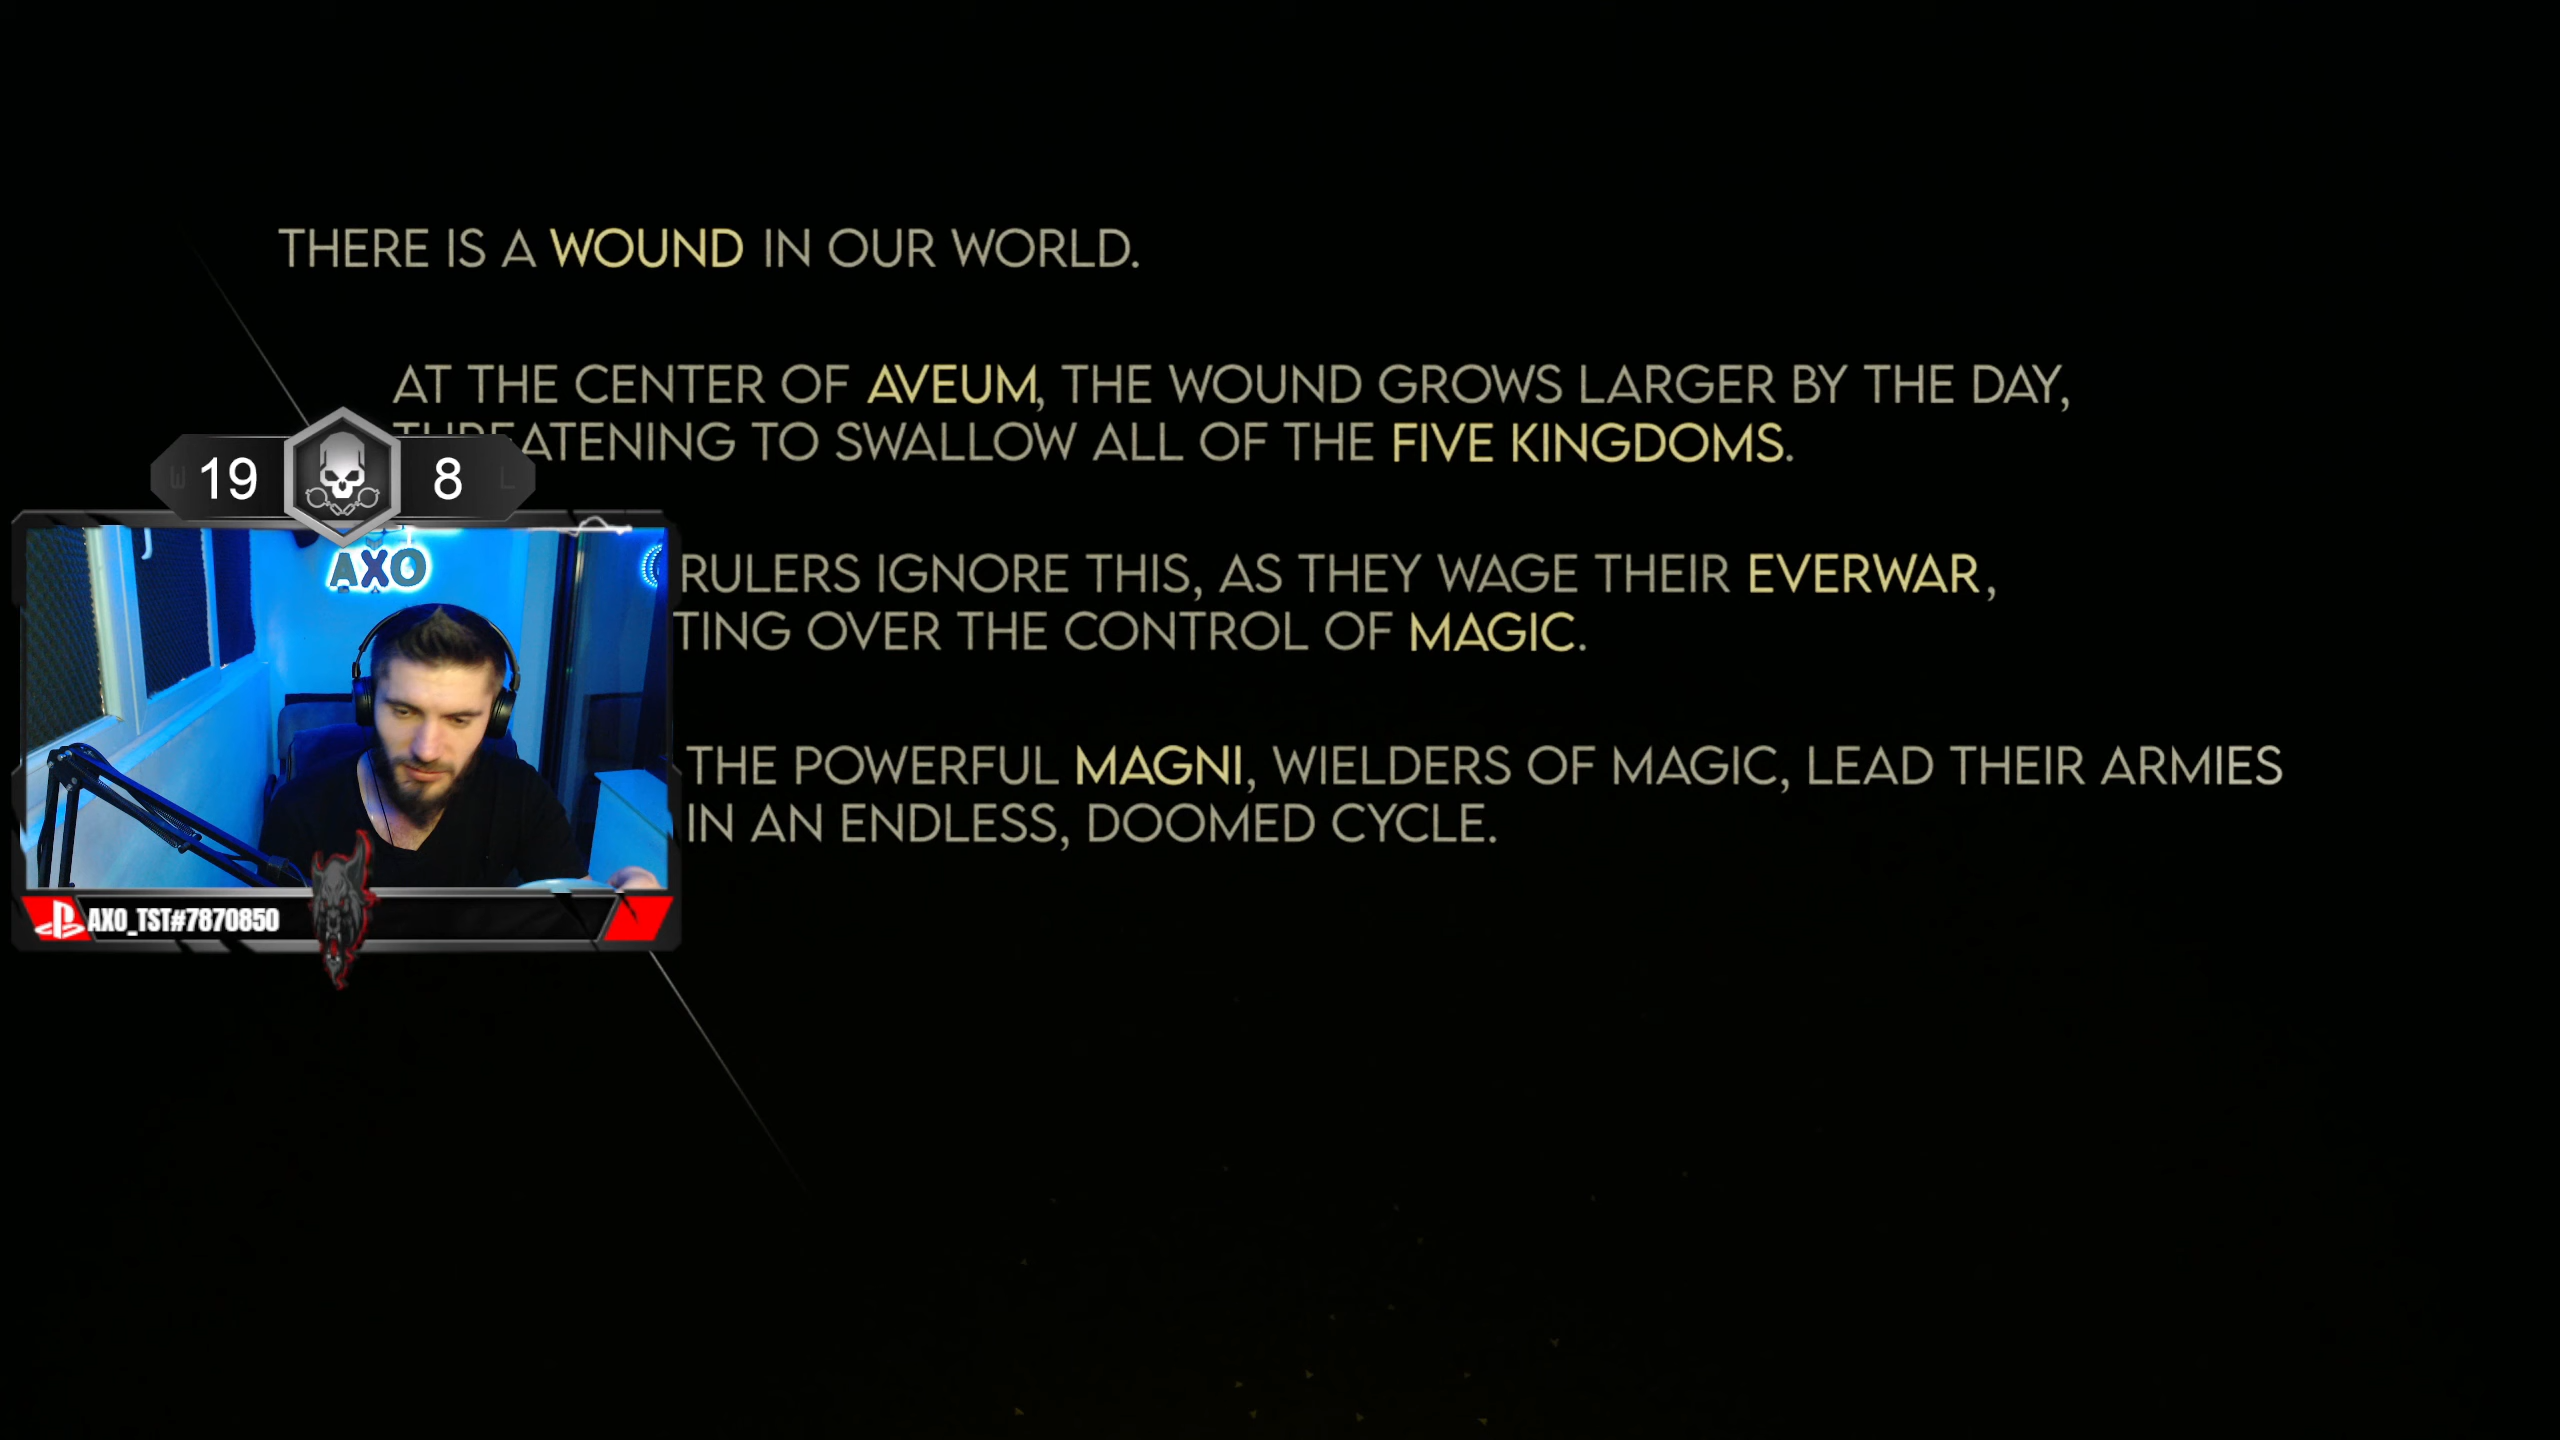 THERE IS A WOUND IN OUR WORLD.
AT THE CENTER OF AVEUM, THE WOUND GROWS LARGER BY THE DAY,
THREATENING TO SWALLOW ALL OF THE FIVE KINGDOMS.
W 19 8 L
AXO
RULERS IGNORE THIS, AS THEY WAGE THEIR EVERWAR,
TING OVER THE CONTROL OF MAGIC.
THE POWERFUL MAGNI, WIELDERS OF MAGIC, LEAD THEIR ARMIES
IN AN ENDLESS, DOOMED CYCLE.
AXO_TST#7870850